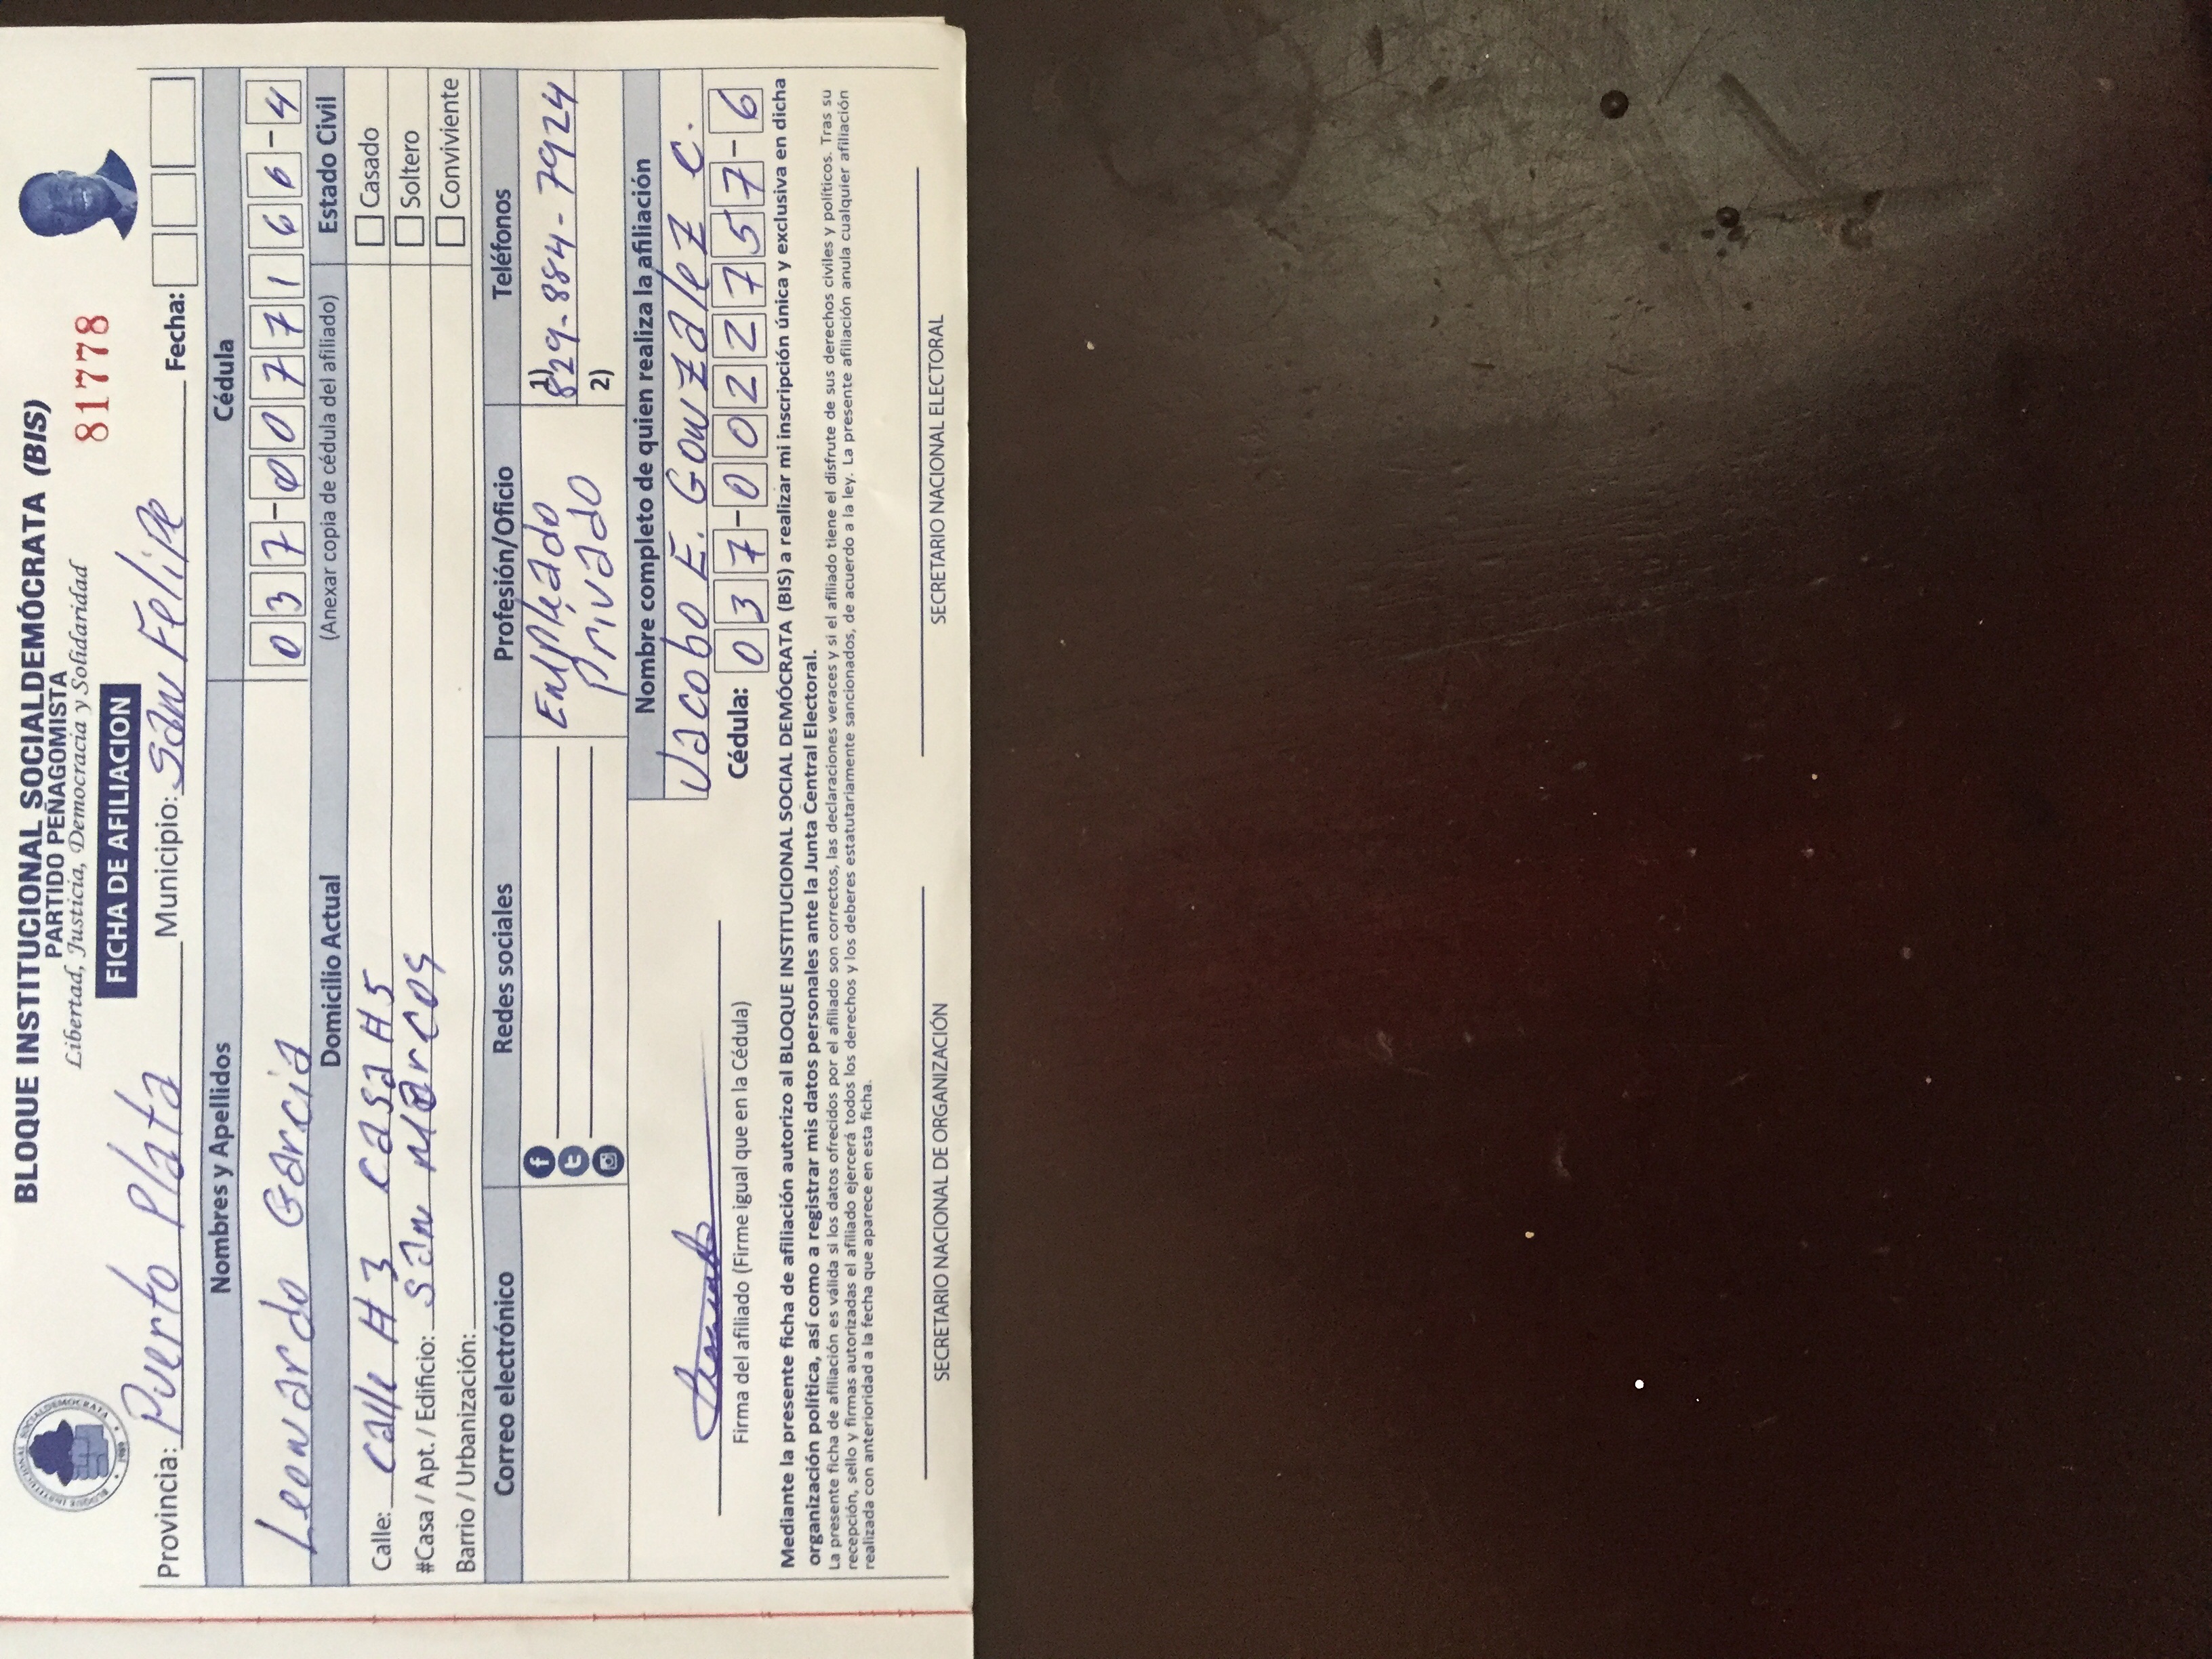 BLOQUE INSTITUCIONAL SOCIALDEMÓCRATA (BIS)
PARTIDO PEÑAGOMISTA
Libertad, Justicia, Democracia y Solidaridad
81778
FICHA DE AFILIACION
Provincia: Puerto Plata Municipio: San Felipe Fecha:
Nombres y Apellidos Cédula
Leonardo Garcia 037-0077166-4
Domicilio Actual (Anexar copia de cédula del afiliado) Estado Civil
Calle: Calle # 3 Casa # 5 Casado
#Casa / Apt. / Edificio: San Marcos Soltero
Barrio / Urbanización: Conviviente
Correo electrónico Redes sociales Profesión/Oficio Teléfonos
Empleado 1) 829-884-7924
Privado 2)
Nombre completo de quien realiza la afiliación
Jacobo E. Gonzalez C.
Cédula: 037-0022757-6
Firma del afiliado (Firme igual que en la Cédula)
Mediante la presente ficha de afiliación autorizo al BLOQUE INSTITUCIONAL SOCIAL DEMÓCRATA (BIS) a realizar mi inscripción única y exclusiva en dicha
organización política, así como a registrar mis datos personales ante la Junta Central Electoral.
La presente ficha de afiliación es válida si los datos ofrecidos por el afiliado son correctos, las declaraciones veraces y si el afiliado tiene el disfrute de sus derechos civiles y políticos. Tras su
recepción, sello y firmas autorizadas el afiliado ejercerá todos los derechos y los deberes estatutariamente sancionados, de acuerdo a la ley. La presente afiliación anula cualquier afiliación
realizada con anterioridad a la fecha que aparece en esta ficha.
SECRETARIO NACIONAL DE ORGANIZACIÓN SECRETARIO NACIONAL ELECTORAL